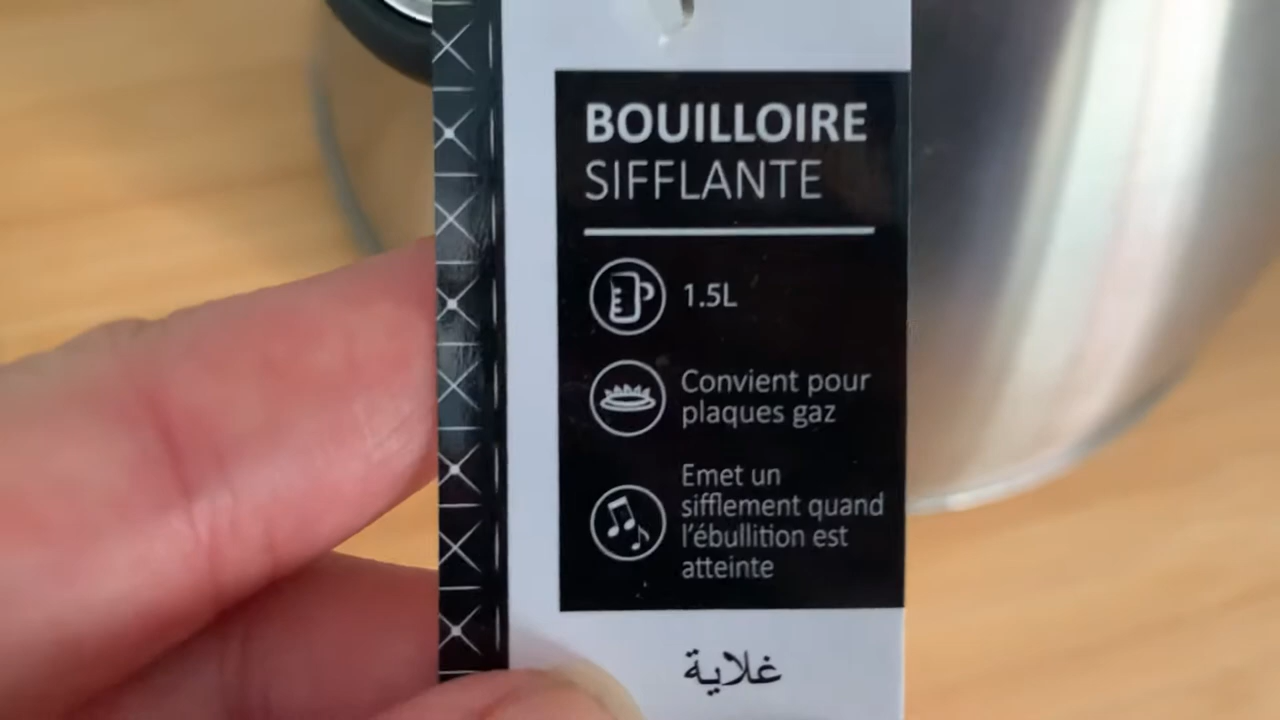 BOUILLOIRE
SIFFLANTE
1.5L
Convient pour
plaques gaz
Emet un
sifflement quand
l'ébullition est
atteinte
غلاية